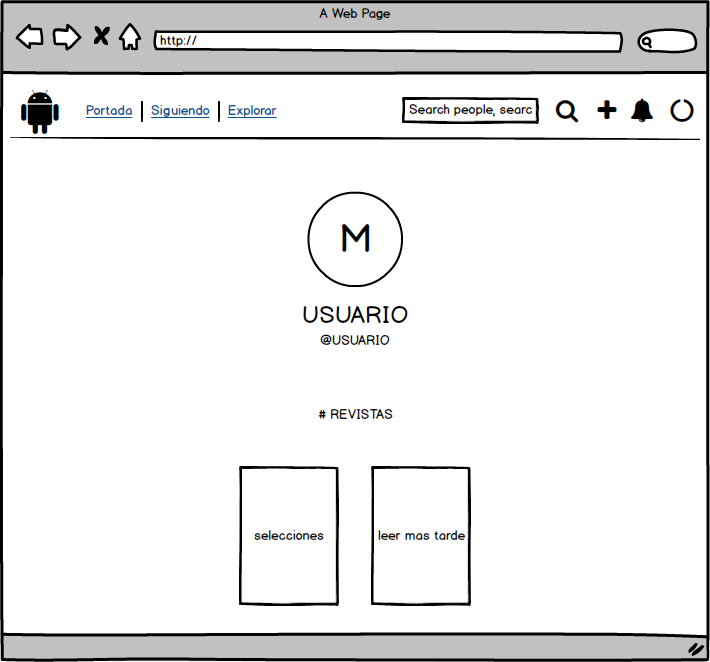 A Web Page
http://
Portada Siguiendo Explorar Search people, searc
M
USUARIO
@USUARIO
# REVISTAS
selecciones leer mas tarde